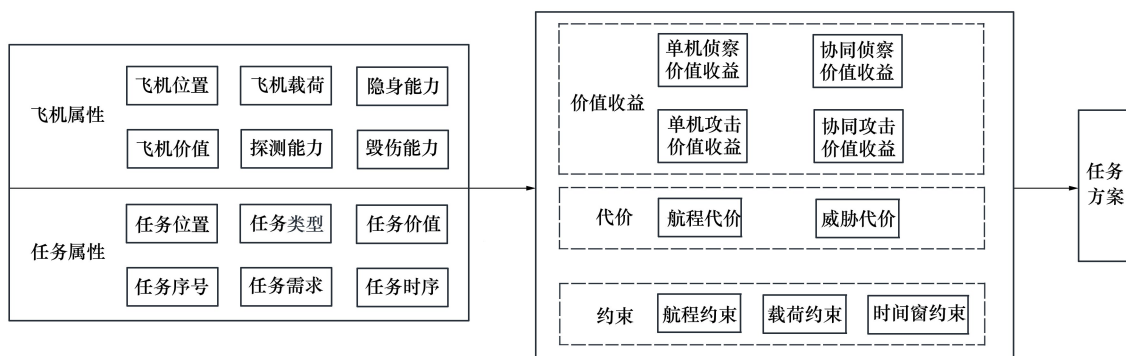 飞机属性
飞机位置
飞机载荷
隐身能力
飞机价值
探测能力
毁伤能力
任务属性
任务位置
任务类型
任务价值
任务序号
任务需求
任务时序
价值收益
单机侦察
价值收益
协同侦察
价值收益
单机攻击
价值收益
协同攻击
价值收益
代价
航程代价
威胁代价
约束
航程约束
载荷约束
时间窗约束
任务
方案